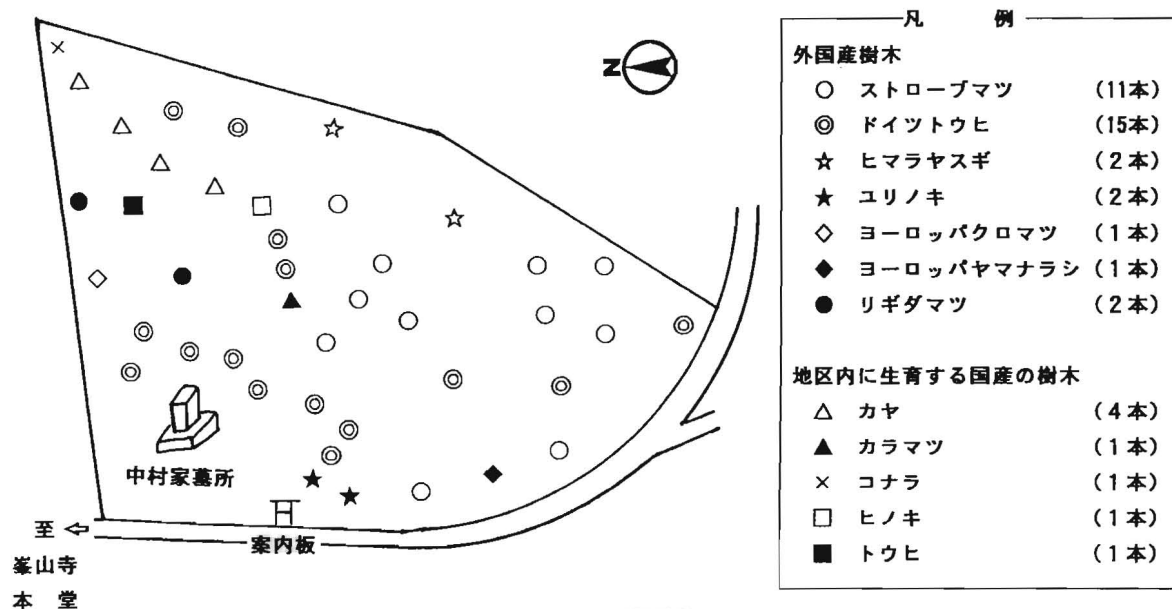 N
中村家墓所
案内板
至
峯山寺
本堂
凡例
外国産樹木
○ ストローブマツ (11本)
◎ ドイツトウヒ (15本)
☆ ヒマラヤスギ (2本)
★ ユリノキ (2本)
◇ ヨーロッパクロマツ (1本)
◆ ヨーロッパヤマナラシ (1本)
● リギダマツ (2本)
地区内に生育する国産の樹木
△ カヤ (4本)
▲ カラマツ (1本)
× コナラ (1本)
□ ヒノキ (1本)
■ トウヒ (1本)